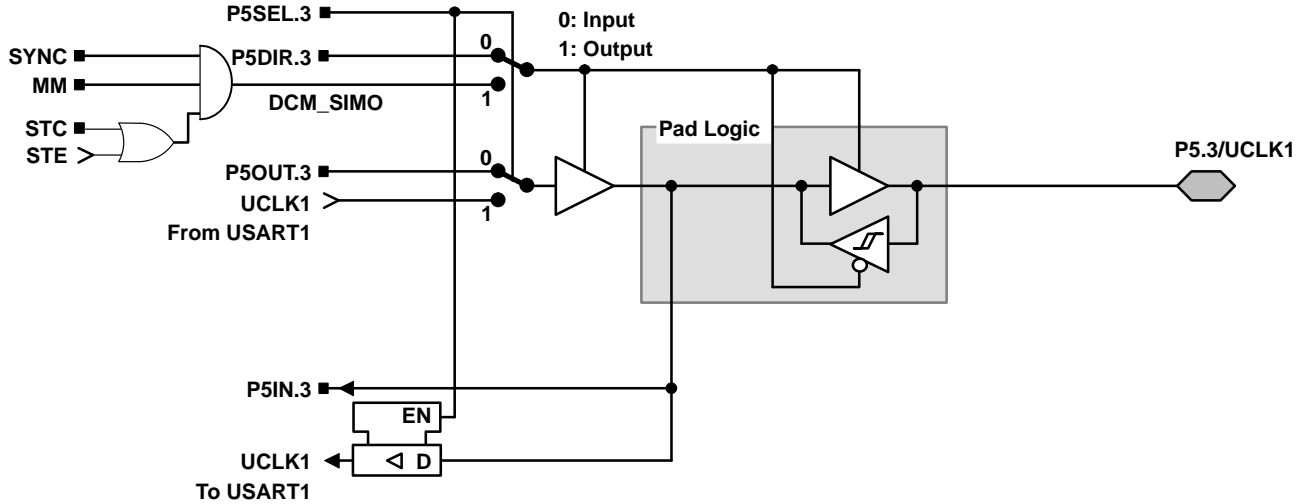 P5SEL.3
0: Input
1: Output
SYNC
P5DIR.3
0
MM
1
DCM_SIMO
STC
STE
Pad Logic
P5OUT.3
0
P5.3/UCLK1
UCLK1
1
From USART1
P5IN.3
EN
UCLK1
D
To USART1